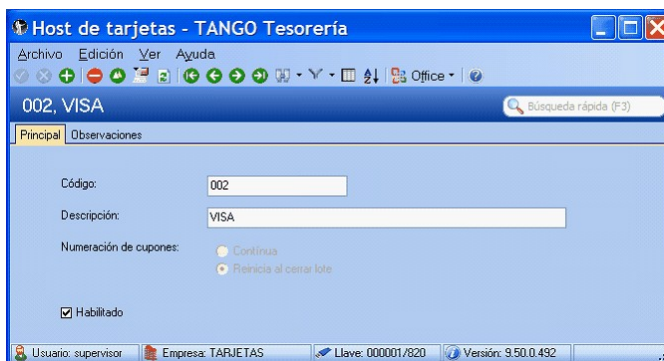 Host de tarjetas - TANGO Tesorería
Archivo Edición Ver Ayuda
Office
002, VISA
Búsqueda rápida (F3)
Principal Observaciones
Código: 002
Descripción: VISA
Numeración de cupones: Contínua
Reinicia al cerrar lote
Habilitado
Usuario: supervisor Empresa: TARJETAS Llave: 000001/820 Versión: 9.50.0.492